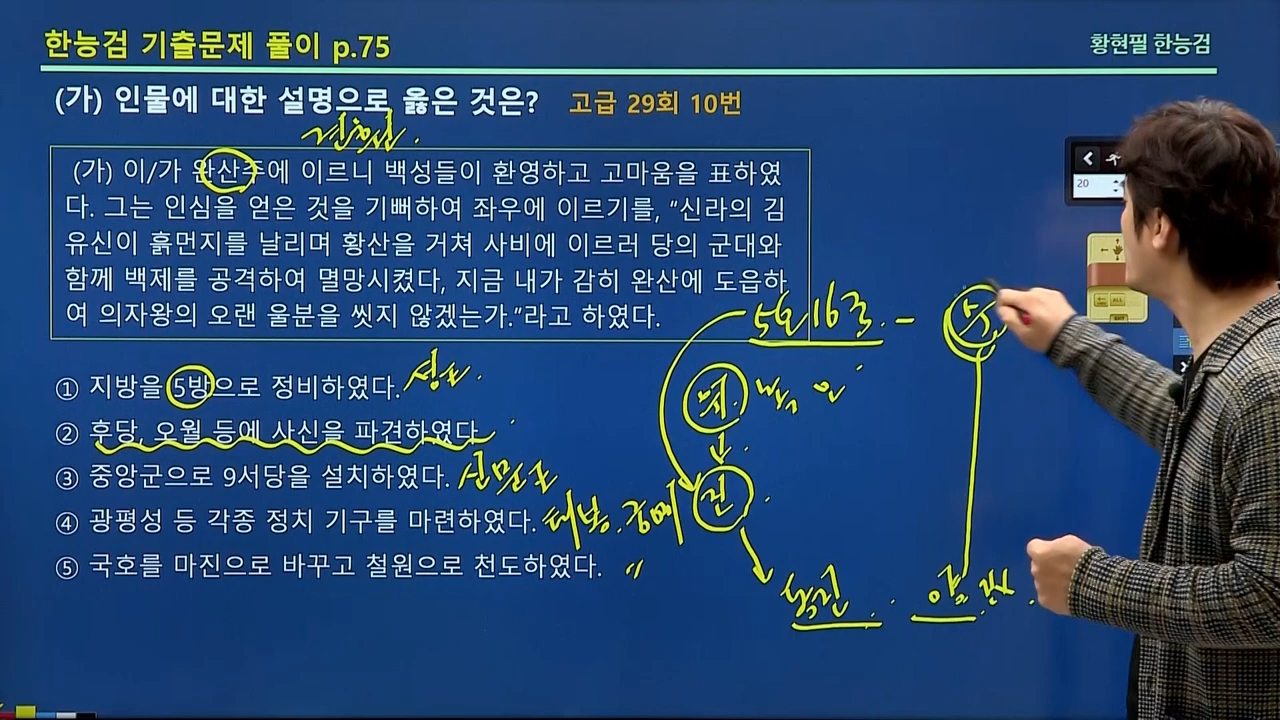 한능검 기출문제 풀이 p.75
황현필 한능검
(가) 인물에 대한 설명으로 옳은 것은? 고급 29회 10번
견훤.
(가) 이/가 완산주에 이르니 백성들이 환영하고 고마움을 표하였
다. 그는 인심을 얻은 것을 기뻐하여 좌우에 이르기를, "신라의 김
유신이 흙먼지를 날리며 황산을 거쳐 사비에 이르러 당의 군대와
함께 백제를 공격하여 멸망시켰다, 지금 내가 감히 완산에 도읍하
여 의자왕의 오랜 울분을 씻지 않겠는가."라고 하였다.
20
ALL
5호16국. -
① 지방을 5방으로 정비하였다.
② 후당, 오월 등에 사신을 파견하였다.
③ 중앙군으로 9서당을 설치하였다. 신문왕
④ 광평성 등 각종 정치 기구를 마련하였다. 태봉. 궁예
⑤ 국호를 마진으로 바꾸고 철원으로 천도하였다. "